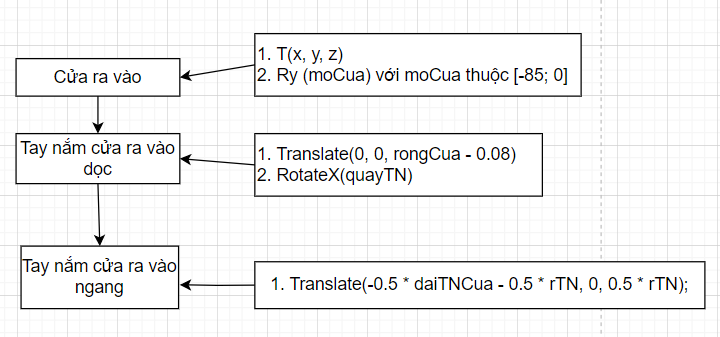 1. T(x, y, z)
2. Ry (moCua) với moCua thuộc [-85; 0]
Cửa ra vào
Tay nắm cửa ra vào
dọc
1. Translate(0, 0, rongCua - 0.08)
2. RotateX(quayTN)
Tay nắm cửa ra vào
ngang
1. Translate(-0.5 * daiTNCua - 0.5 * rTN, 0, 0.5 * rTN);